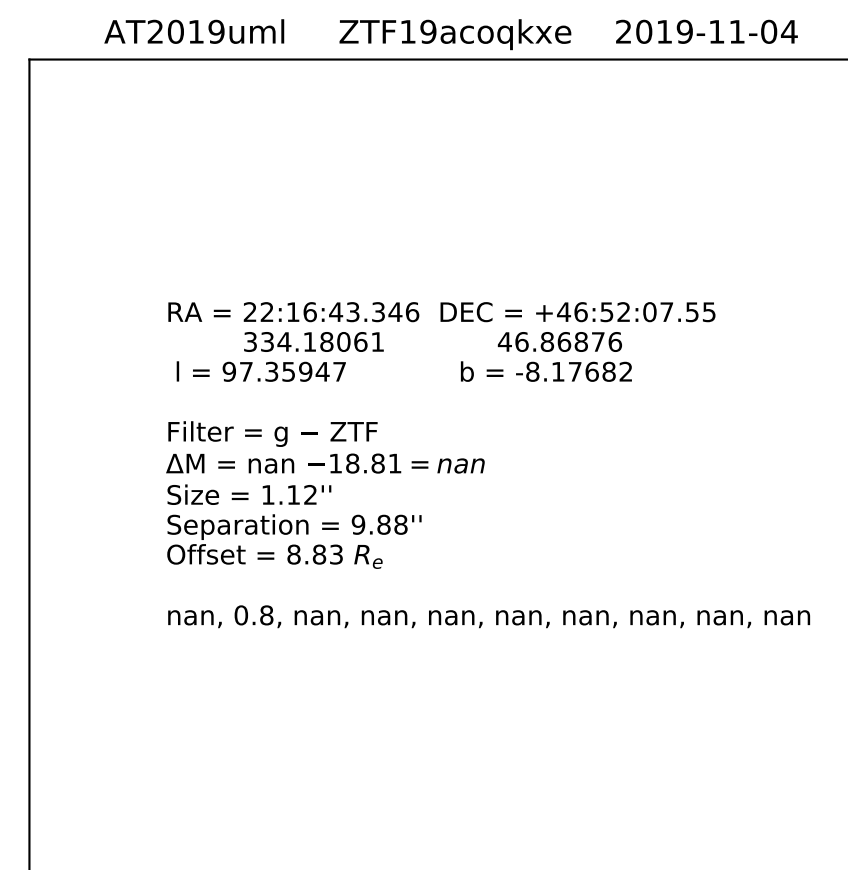 AT2019uml ZTF19acoqkxe 2019-11-04
RA = 22:16:43.346 DEC = +46:52:07.55
334.18061 46.86876
l = 97.35947 b = -8.17682
Filter = g − ZTF
ΔM = nan −18.81 = nan
Size = 1.12''
Separation = 9.88''
Offset = 8.83 Rₑ
nan, 0.8, nan, nan, nan, nan, nan, nan, nan, nan